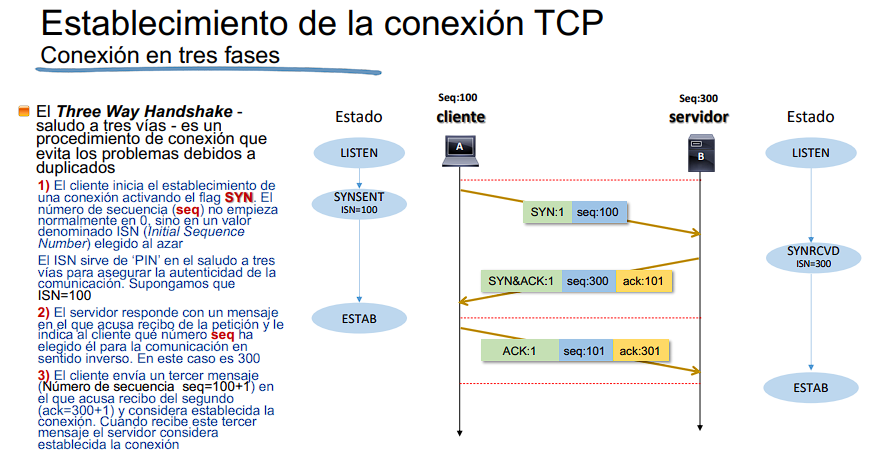 Establecimiento de la conexión TCP
Conexión en tres fases
El Three Way Handshake -
saludo a tres vías - es un
procedimiento de conexión que
evita los problemas debidos a
duplicados
1) El cliente inicia el establecimiento de
una conexión activando el flag SYN. El
número de secuencia (seq) no empieza
normalmente en 0, sino en un valor
denominado ISN (Initial Sequence
Number) elegido al azar
El ISN sirve de ‘PIN’ en el saludo a tres
vías para asegurar la autenticidad de la
comunicación. Supongamos que
ISN=100
2) El servidor responde con un mensaje
en el que acusa recibo de la petición y le
indica al cliente qué número seq ha
elegido él para la comunicación en
sentido inverso. En este caso es 300
3) El cliente envía un tercer mensaje
(Número de secuencia seq=100+1) en
el que acusa recibo del segundo
(ack=300+1) y considera establecida la
conexión. Cuando recibe este tercer
mensaje el servidor considera
establecida la conexión
Estado
LISTEN
SYNSENT
ISN=100
ESTAB
Seq:100
cliente
A
Seq:300
servidor
B
SYN:1 seq:100
SYN&ACK:1 seq:300 ack:101
ACK:1 seq:101 ack:301
Estado
LISTEN
SYNRCVD
ISN=300
ESTAB